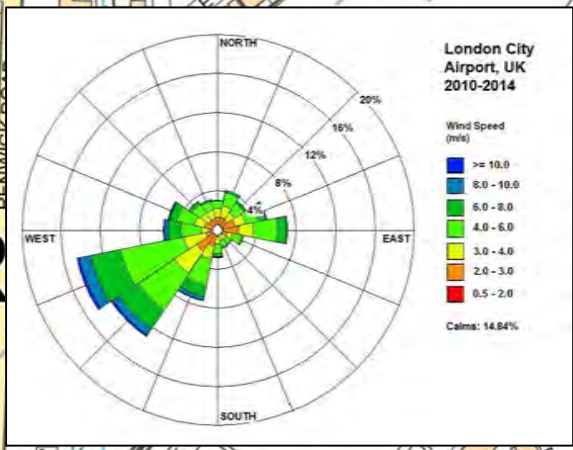 RENWICK ROAD
NORTH
London City
Airport, UK
2010-2014
20%
16%
12%
8%
4%
Wind Speed
(m/s)
>= 10.0
8.0 - 10.0
6.0 - 8.0
4.0 - 6.0
3.0 - 4.0
2.0 - 3.0
0.5 - 2.0
Calms: 14.84%
WEST
EAST
SOUTH